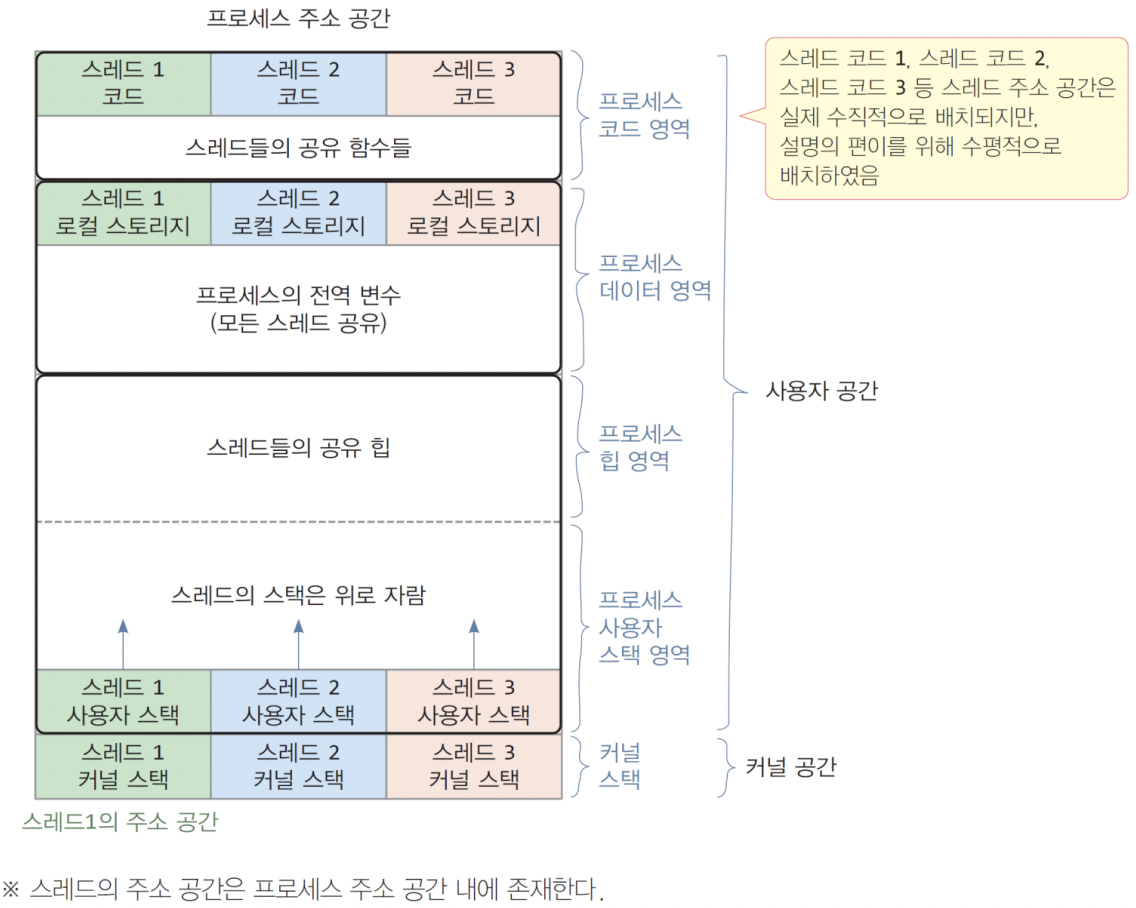 프로세스 주소 공간
스레드 1
코드
스레드 2
코드
스레드 3
코드
스레드들의 공유 함수들
프로세스
코드 영역
스레드 코드 1, 스레드 코드 2,
스레드 코드 3 등 스레드 주소 공간은
실제 수직적으로 배치되지만,
설명의 편이를 위해 수평적으로
배치하였음
스레드 1
로컬 스토리지
스레드 2
로컬 스토리지
스레드 3
로컬 스토리지
프로세스의 전역 변수
(모든 스레드 공유)
프로세스
데이터 영역
스레드들의 공유 힙
프로세스
힙 영역
사용자 공간
스레드의 스택은 위로 자람
프로세스
사용자
스택 영역
스레드 1
사용자 스택
스레드 2
사용자 스택
스레드 3
사용자 스택
스레드 1
커널 스택
스레드 2
커널 스택
스레드 3
커널 스택
커널
스택
커널 공간
스레드1의 주소 공간
※ 스레드의 주소 공간은 프로세스 주소 공간 내에 존재한다.